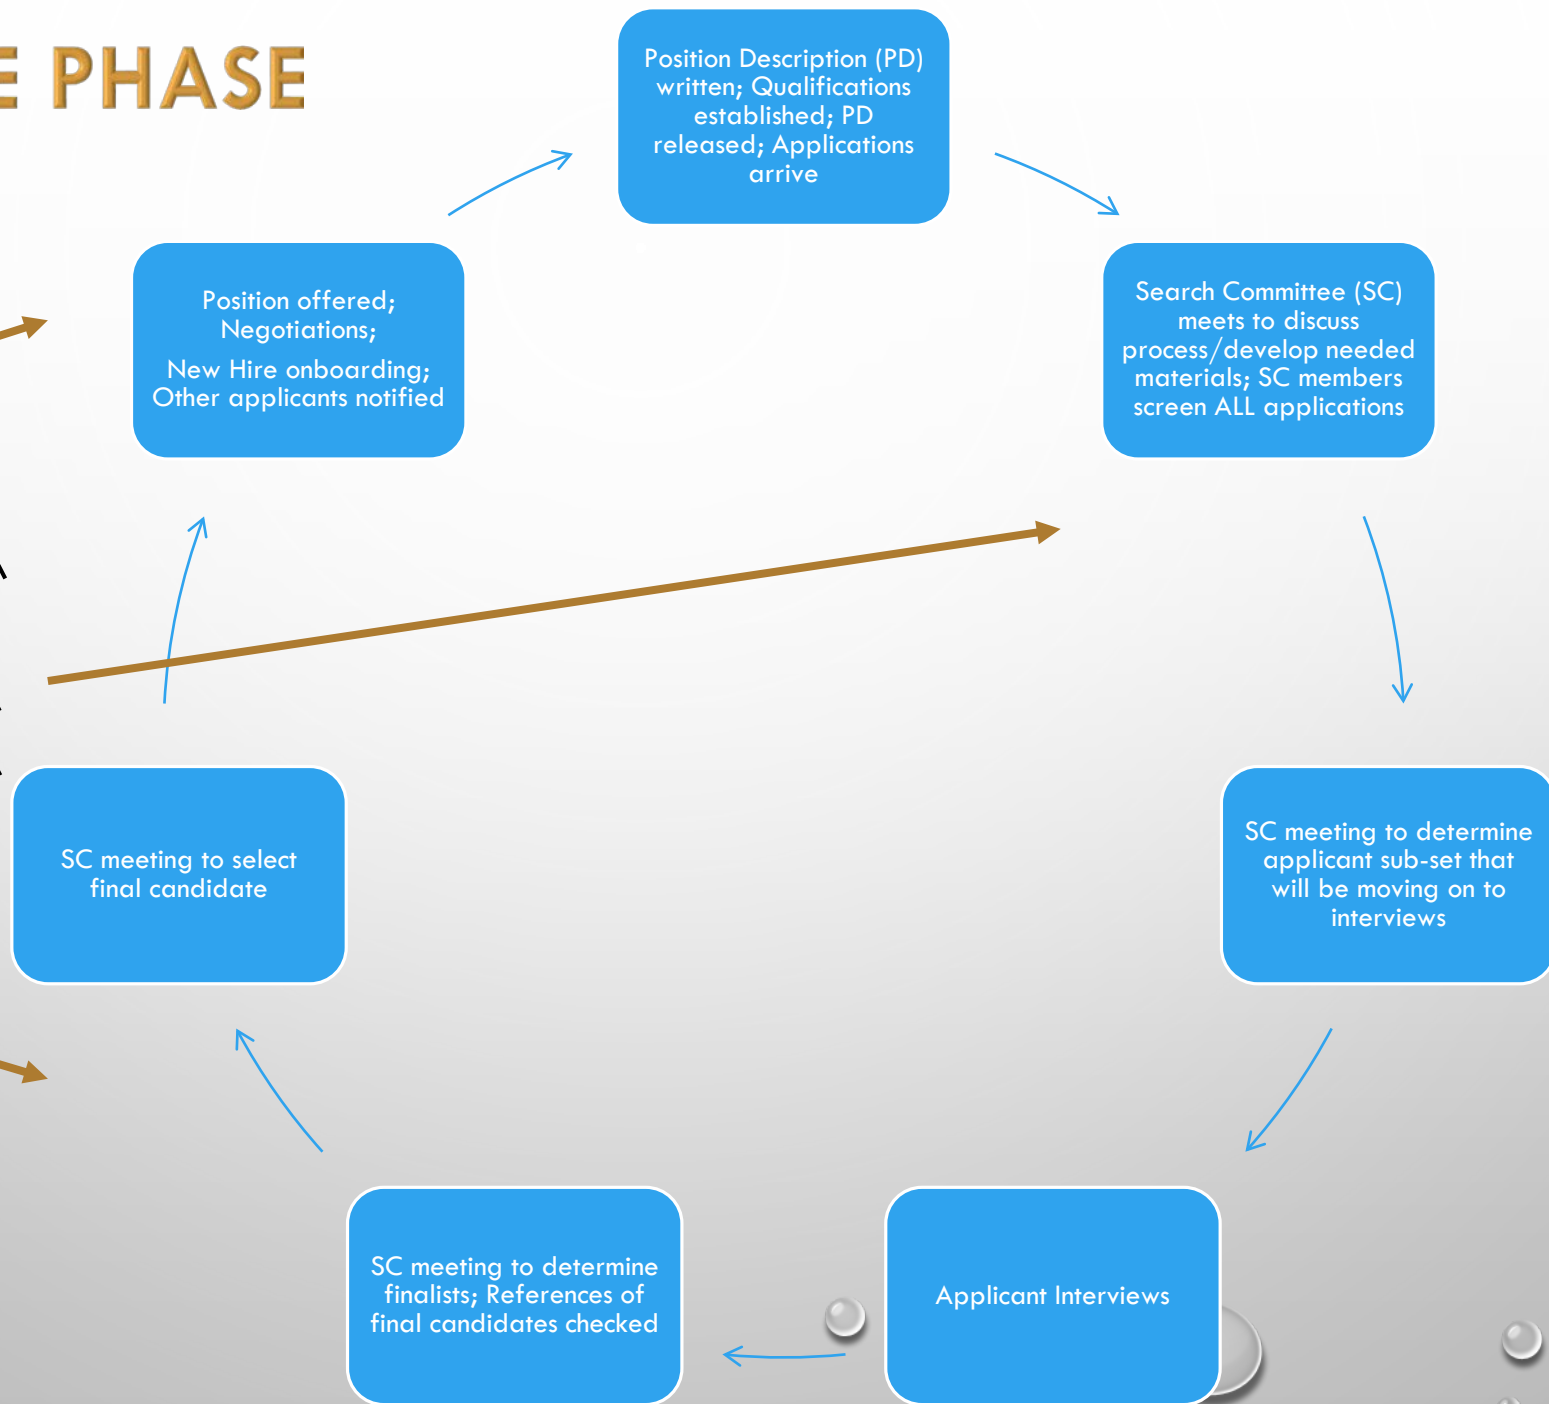 E PHASE
Position Description (PD)
written; Qualifications
established; PD
released; Applications
arrive
Search Committee (SC)
meets to discuss
process/develop needed
materials; SC members
screen ALL applications
SC meeting to determine
applicant sub-set that
will be moving on to
interviews
Applicant Interviews
SC meeting to determine
finalists; References of
final candidates checked
SC meeting to select
final candidate
Position offered;
Negotiations;
New Hire onboarding;
Other applicants notified